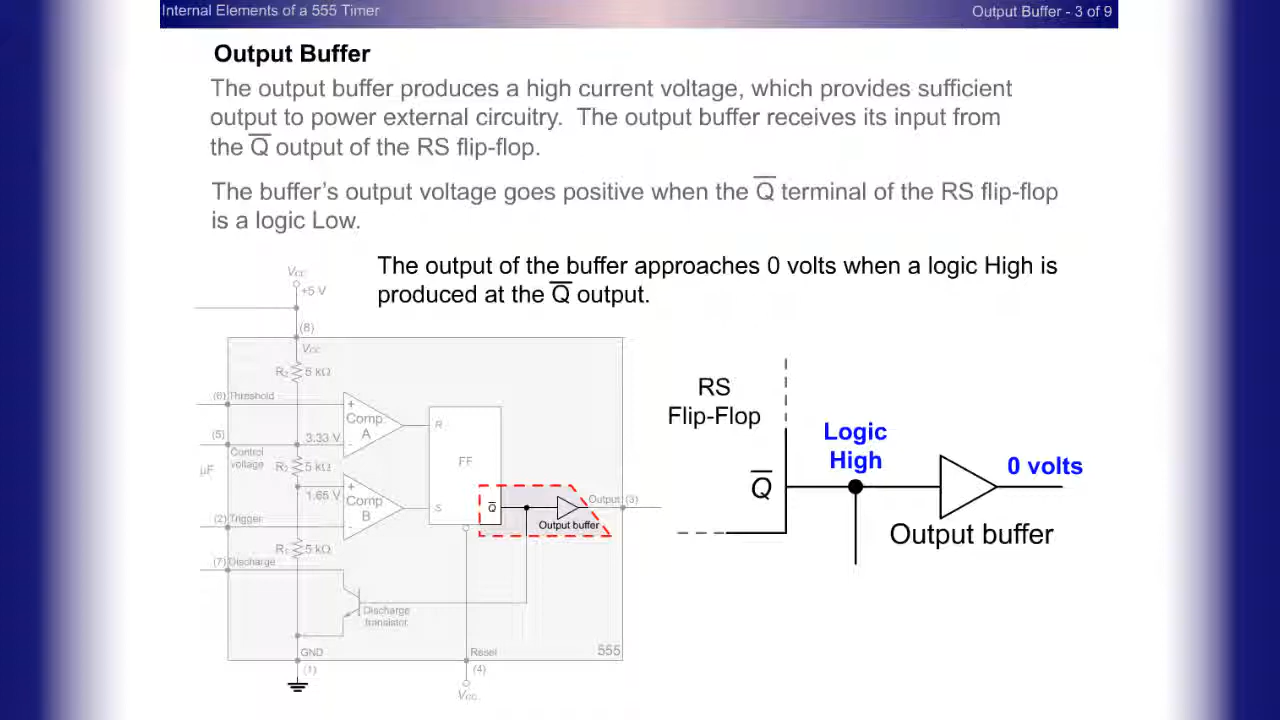 Internal Elements of a 555 Timer
Output Buffer - 3 of 9
Output Buffer
The output buffer produces a high current voltage, which provides sufficient
output to power external circuitry. The output buffer receives its input from
the Q̅ output of the RS flip-flop.
The buffer's output voltage goes positive when the Q̅ terminal of the RS flip-flop
is a logic Low.
The output of the buffer approaches 0 volts when a logic High is
produced at the Q̅ output.
VCC
+5 V
(8)
VCC
5 kΩ
(6) Threshold
+
Comp.
A
-
R
(5)
3.33 V
Control
voltage
µF
R2 5 kΩ
FF
1.65 V
+
Comp
B
-
S
Q̅
Output (3)
Output buffer
(2) Trigger
R1 5 kΩ
(7) Discharge
Discharge
transistor
GND
Reset
555
(1)
(4)
VCC
RS
Flip-Flop
Logic
High
0 volts
Q̅
Output buffer